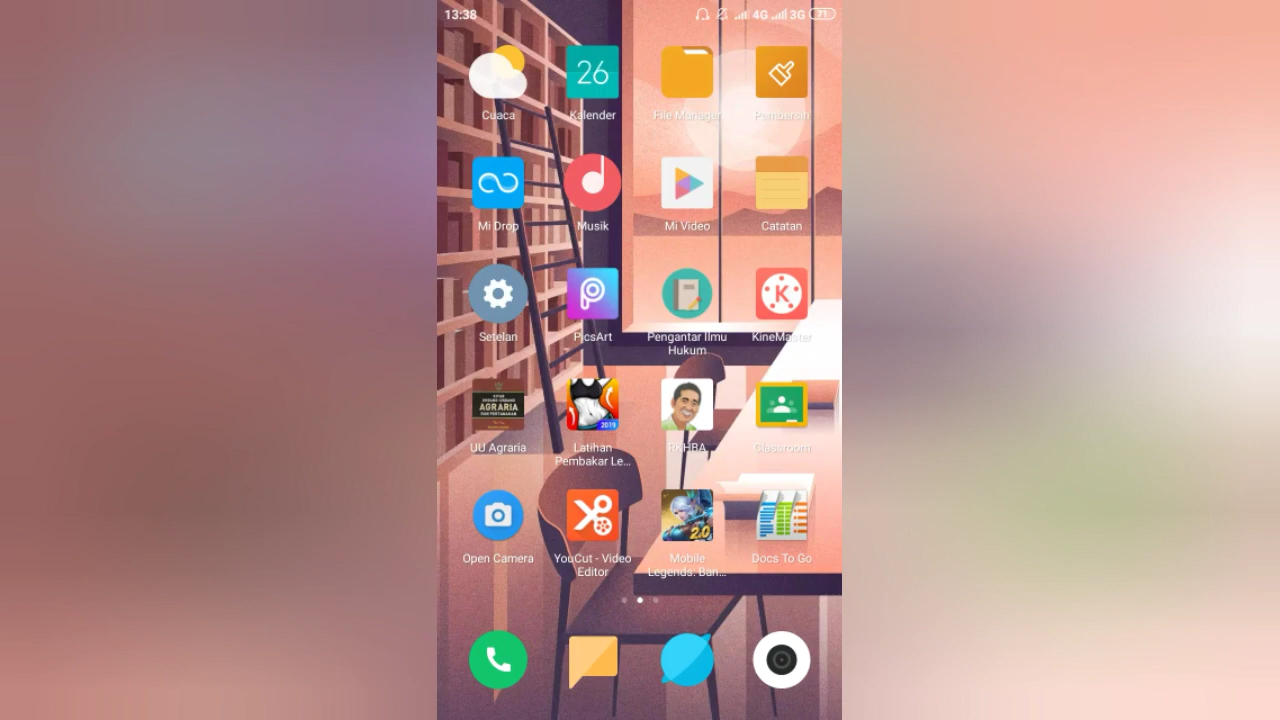 13:38
4G 3G 71
26
Cuaca Kalender File Manager Pembersih
Mi Drop Musik Mi Video Catatan
K
Setelan PicsArt Pengantar Ilmu KineMaster
Hukum
AGRARIA
2019
UU Agraria Latihan RKHBA Classroom
Pembakar Le...
2.0
Open Camera YouCut - Video Mobile Docs To Go
Editor Legends: Ban...